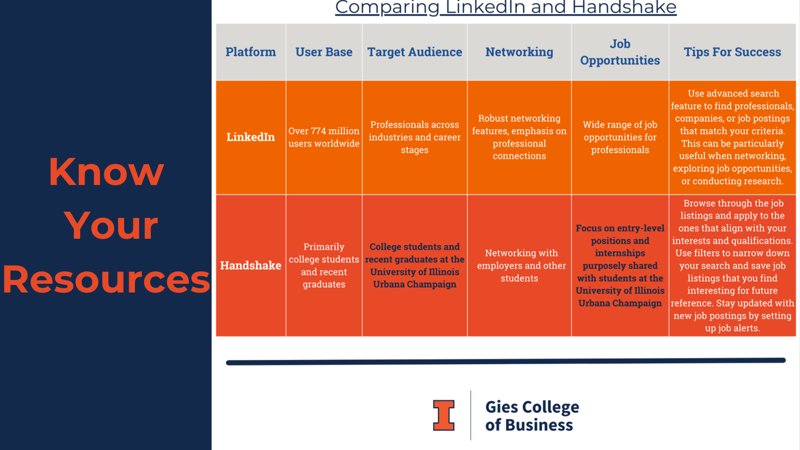 Comparing LinkedIn and Handshake
Know
Your
Resources
Platform
User Base
Target Audience
Networking
Job
Opportunities
Tips For Success
LinkedIn
Over 774 million
users worldwide
Professionals across
industries and career
stages
Robust networking
features, emphasis on
professional
connections
Wide range of job
opportunities for
professionals
Use advanced search
feature to find professionals,
companies, or job postings
that match your criteria.
This can be particularly
useful when networking,
exploring job opportunities,
or conducting research.
Handshake
Primarily
college students
and recent
graduates
College students and
recent graduates at the
University of Illinois
Urbana Champaign
Networking with
employers and other
students
Focus on entry-level
positions and
internships
purposely shared
with students at the
University of Illinois
Urbana Champaign
Browse through the job
listings and apply to the
ones that align with your
interests and qualifications.
Use filters to narrow down
your search and save job
listings that you find
interesting for future
reference. Stay updated with
new job postings by setting
up job alerts.
I
Gies College
of Business